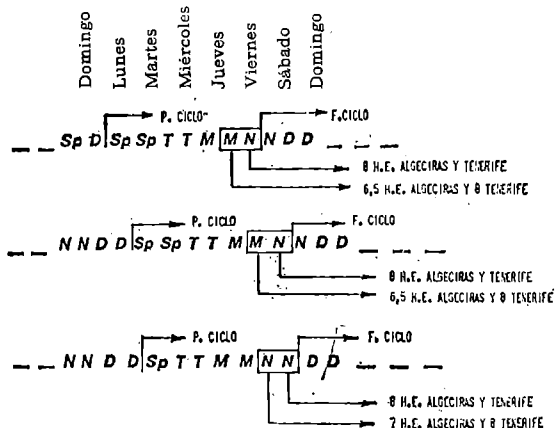 Domingo Lunes Martes Miércoles Jueves Viernes Sábado Domingo
P. CICLO F.CICLO
Sp D Sp Sp T T M M N N D D
8 H.E. ALGECIRAS Y TENERIFE
6,5 H.E. ALGECIRAS Y 8 TENERIFE
P. CICLO F. CICLO
N N D D Sp Sp T T M M N N D D
8 H.E. ALGECIRAS Y TENERIFE
6,5 H.E. ALGECIRAS Y 8 TENERIFE
P. CICLO F. CICLO
N N D D Sp T T M M N N D D
8 H.E. ALGECIRAS Y TENERIFE
7 H.E. ALGECIRAS Y 8 TENERIFE